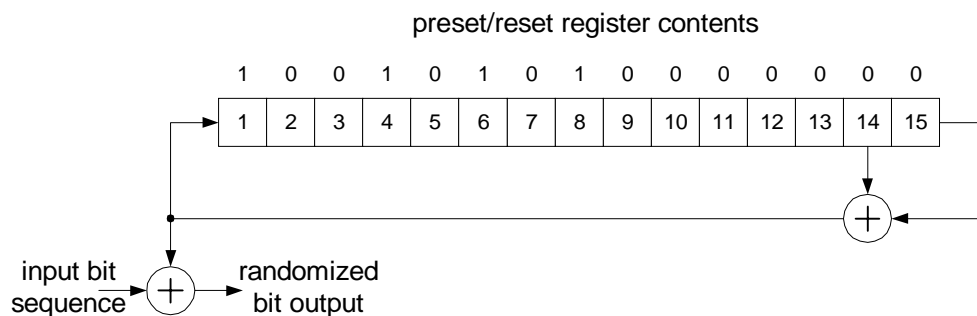 preset/reset register contents
1 0 0 1 0 1 0 1 0 0 0 0 0 0 0
1 2 3 4 5 6 7 8 9 10 11 12 13 14 15
input bit
sequence
randomized
bit output